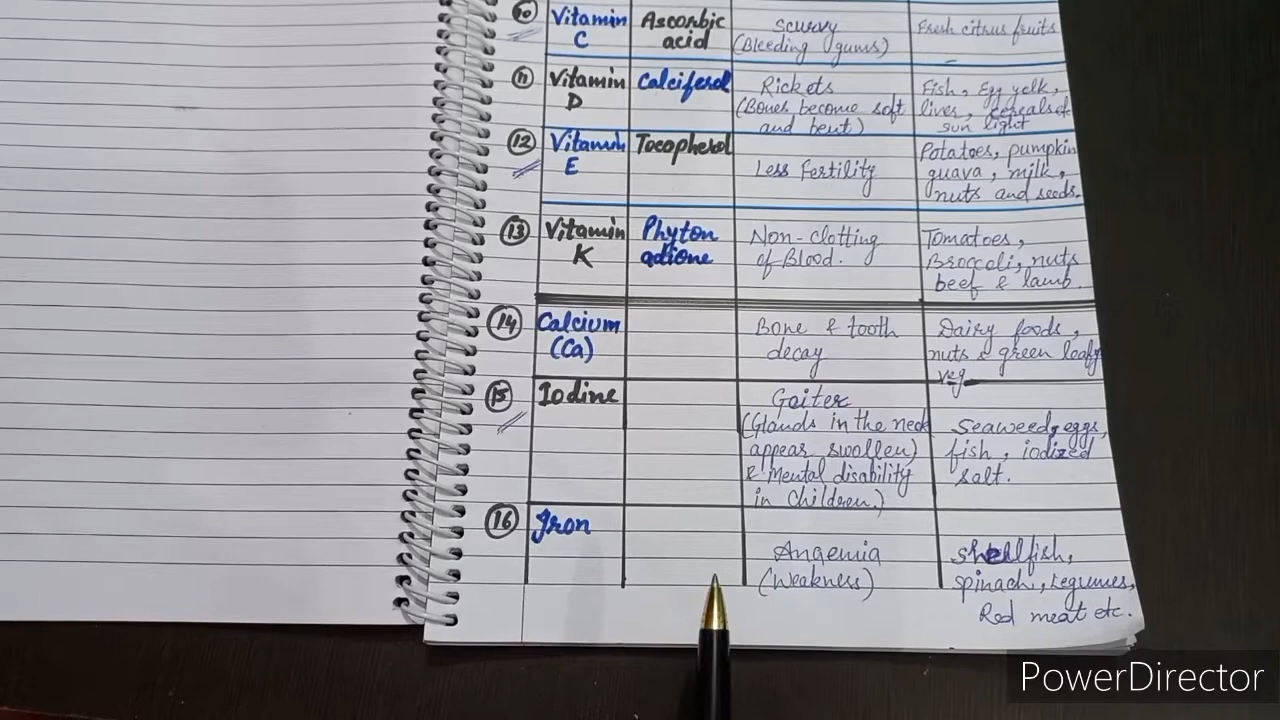 10 Vitamin C Ascorbic acid Scurvy (Bleeding gums) Fresh citrus fruits
11 Vitamin D Calciferol Rickets (Bones become soft and bent) Fish, Egg yolk, livers, cereals etc sun light
12 Vitamin E Tocopherol Less Fertility Potatoes, pumpkin guava, milk, nuts and seeds.
13 Vitamin K Phyton adione Non-clotting of Blood. Tomatoes, Broccoli, nuts beef & lamb.
14 Calcium (Ca) Bone & tooth decay Dairy foods, nuts & green leafy veg
15 Iodine Goiter (Glands in the neck appear swollen) & Mental disability in children.) Seaweed, eggs, fish, iodized salt.
16 Iron Anaemia (Weakness) Shellfish, spinach, Legumes, Red meat etc.
PowerDirector